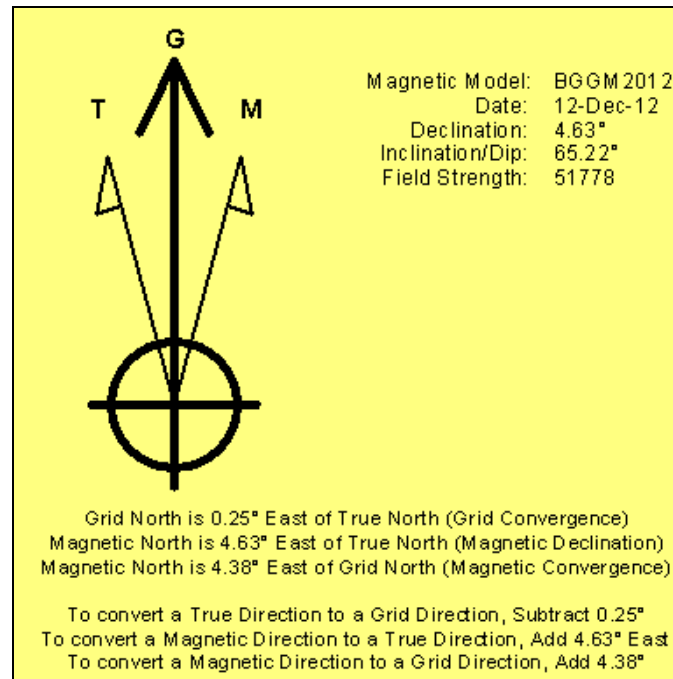 G
T
M
Magnetic Model: BGGM2012
Date: 12-Dec-12
Declination: 4.63°
Inclination/Dip: 65.22°
Field Strength: 51778
Grid North is 0.25° East of True North (Grid Convergence)
Magnetic North is 4.63° East of True North (Magnetic Declination)
Magnetic North is 4.38° East of Grid North (Magnetic Convergence)
To convert a True Direction to a Grid Direction, Subtract 0.25°
To convert a Magnetic Direction to a True Direction, Add 4.63° East
To convert a Magnetic Direction to a Grid Direction, Add 4.38°